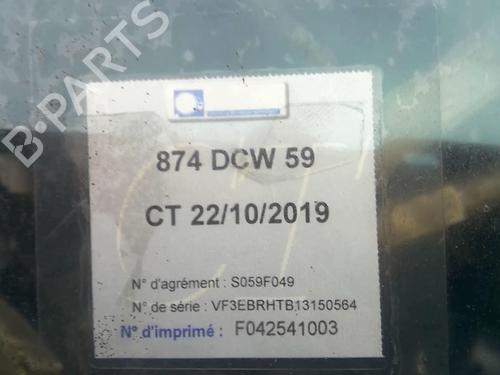 B-PARTS
874 DCW 59
CT 22/10/2019
N° d'agrément : S059F049
N° de série : VF3EBRHTB13150564
N° d'imprimé : F042541003